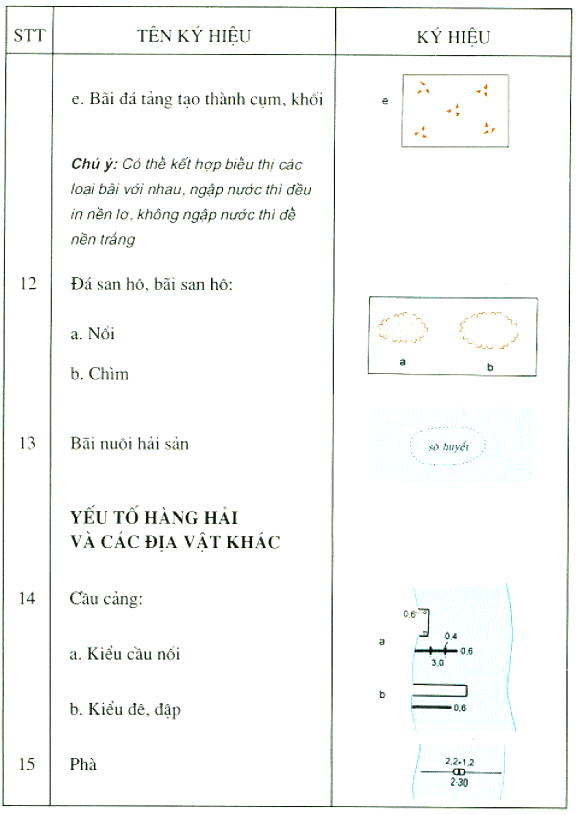 STT TÊN KÝ HIỆU KÝ HIỆU
e. Bãi đá tảng tạo thành cụm, khối e
Chú ý: Có thể kết hợp biểu thị các
loại bãi với nhau, ngập nước thì đều
in nền lơ, không ngập nước thì để
nền trắng
12 Đá san hô, bãi san hô:
a. Nổi
b. Chìm
a b
13 Bãi nuôi hải sản sò huyết
YẾU TỐ HÀNG HẢI
VÀ CÁC ĐỊA VẬT KHÁC
14 Cầu cảng:
0,6
a
0,4
a. Kiểu cầu nổi 0,6
3,0
b
b. Kiểu đê, đập 0,6
15 Phà 2,2×1,2
2-30